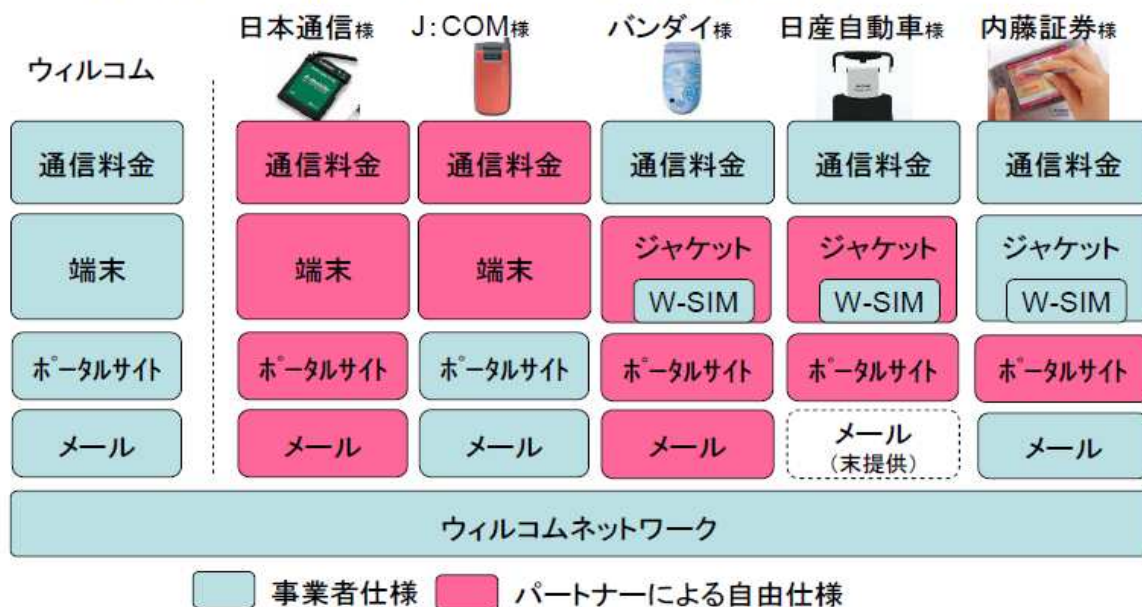 日本通信様 J:COM様 バンダイ様 日産自動車様 内藤証券様
ウィルコム
通信料金 通信料金 通信料金 通信料金 通信料金 通信料金
端末 端末 端末 ジャケット ジャケット ジャケット
W-SIM W-SIM W-SIM
ポータルサイト ポータルサイト ポータルサイト ポータルサイト ポータルサイト ポータルサイト
メール メール メール メール メール メール
(末提供)
ウィルコムネットワーク
事業者仕様 パートナーによる自由仕様